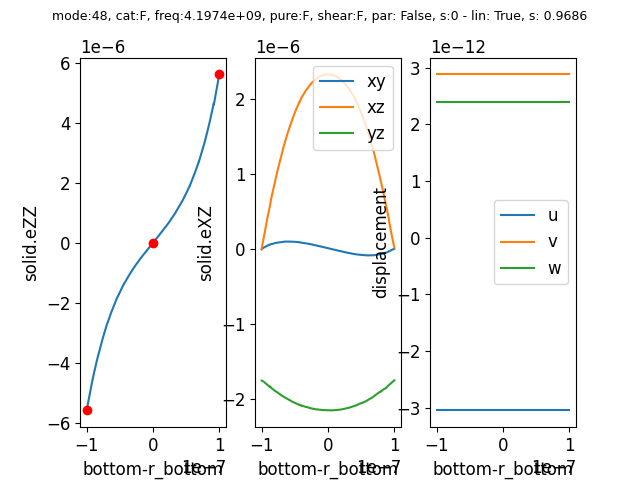 mode:48, cat:F, freq:4.1974e+09, pure:F, shear:F, par: False, s:0 - lin: True, s: 0.9686
1e−6
6
4
2
0
−2
−4
−6
solid.eZZ
−1
0
1
1e−7
bottom-r_bottom
1e−6
2
1
0
−1
−2
solid.eXZ
xy
xz
yz
−1
0
1
1e−7
bottom-r_bottom
1e−12
3
2
1
0
−1
−2
−3
displacement
u
v
w
−1
0
1
1e−7
bottom-r_bottom